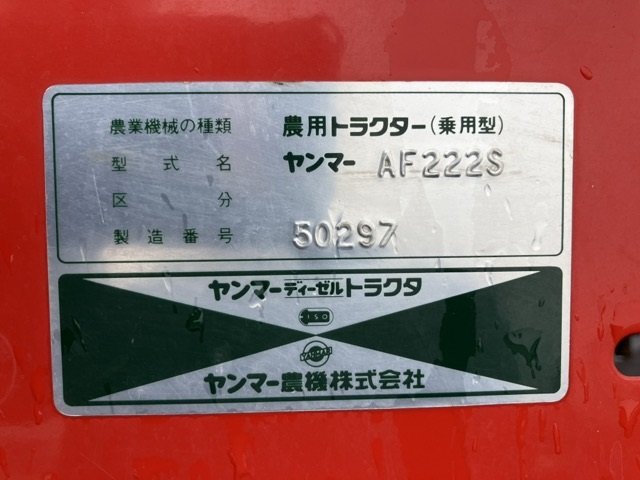 農業機械の種類 農用トラクター(乗用型)
型式名 ヤンマー AF222S
区分
製造番号 50297
ヤンマーディーゼルトラクタ
ISO
YANMAR
ヤンマー農機株式会社